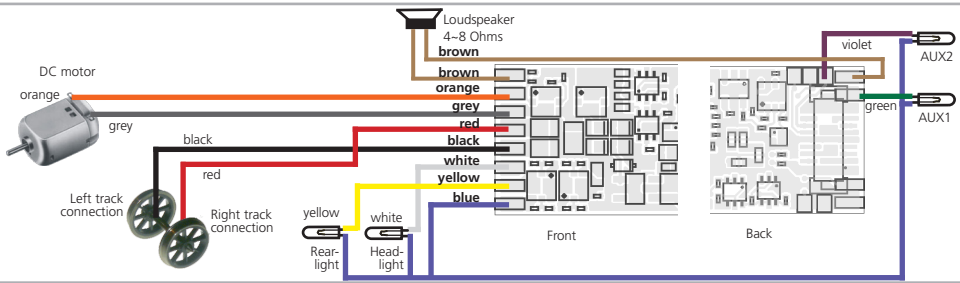 Loudspeaker
4~8 Ohms
brown
violet
AUX2
DC motor
brown
orange
orange
grey
green
AUX1
grey
red
black
black
white
red
yellow
Left track
connection
blue
Right track
connection
yellow
white
Front
Back
Rear-
light
Head-
light